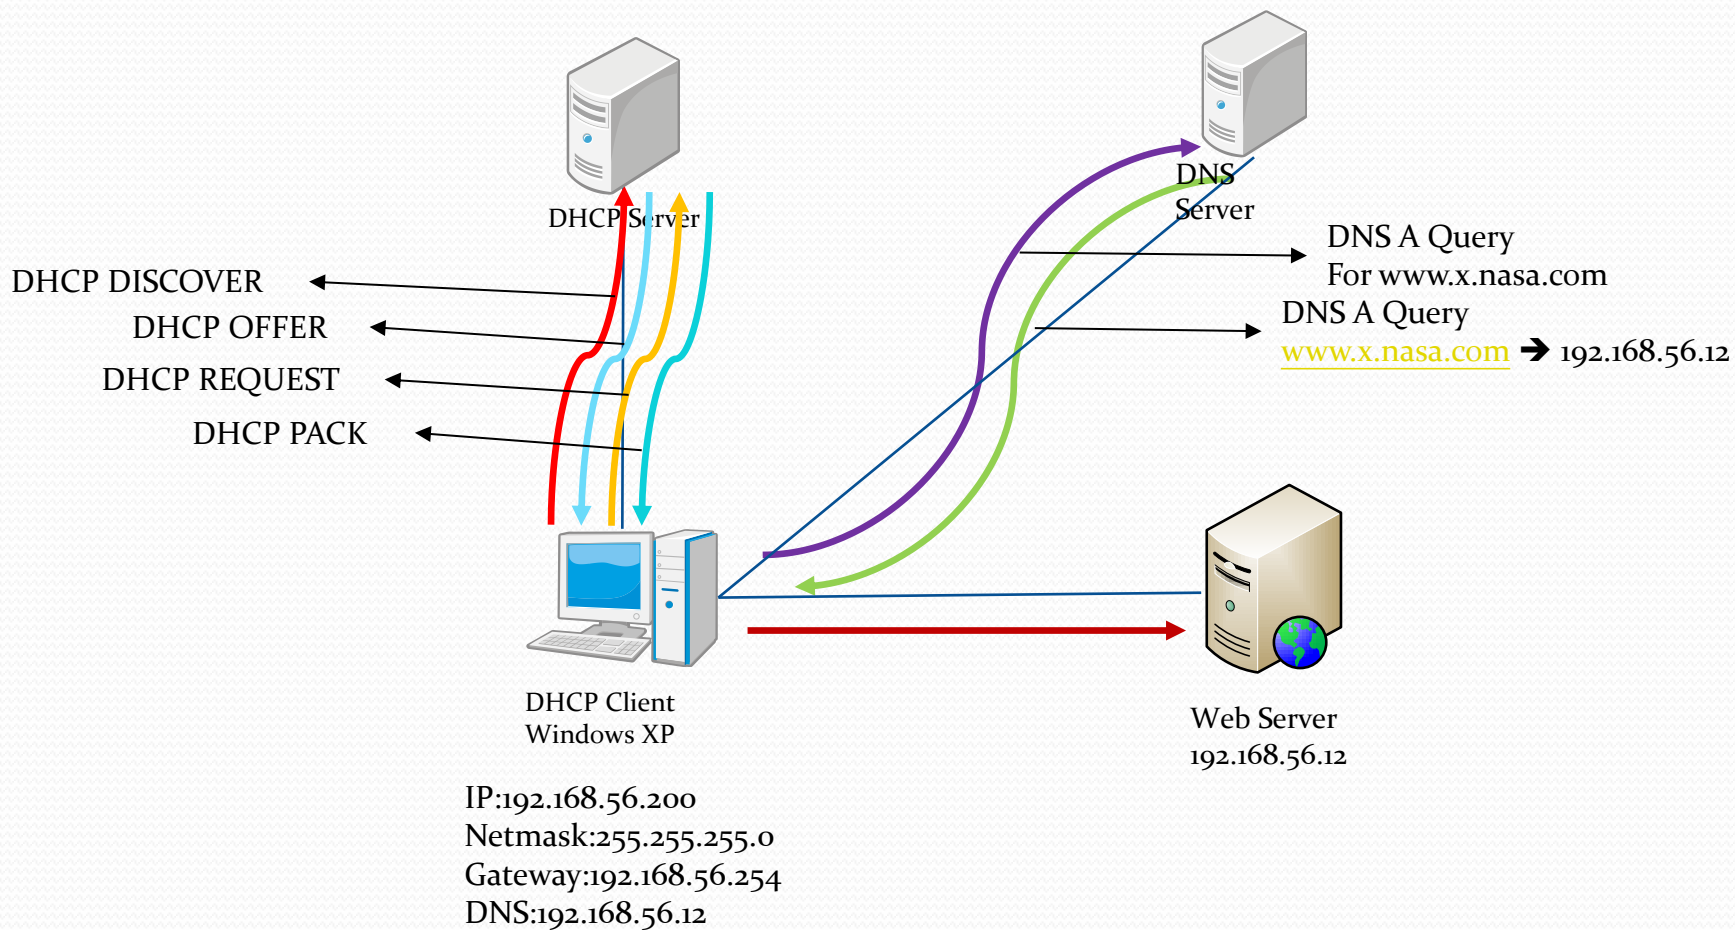 DHCP Server
DNS
Server
DHCP DISCOVER
DHCP OFFER
DHCP REQUEST
DHCP PACK
DNS A Query
For www.x.nasa.com
DNS A Query
www.x.nasa.com ➔ 192.168.56.12
DHCP Client
Windows XP
Web Server
192.168.56.12
IP:192.168.56.200
Netmask:255.255.255.0
Gateway:192.168.56.254
DNS:192.168.56.12